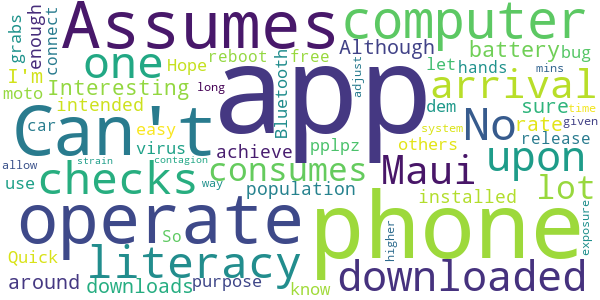 Assumes
computer
app
phone
Can't
operate
one
Although
battery
bug
enough
grabs
connect
I'm
Interesting
reboot
free
Hope
moto
intended
long
Bluetooth
adjust
let
hands
mins
arrival
dem
No
sure
rate
time
given
car
easy
virus
achieve
pplpz
others
system
release
upon
allow
strain
contagion
checks
consumes
Maui
lot
use
So
way
population
installed
exposure
literacy
downloaded
higher
Quick
around
downloads
purpose
know